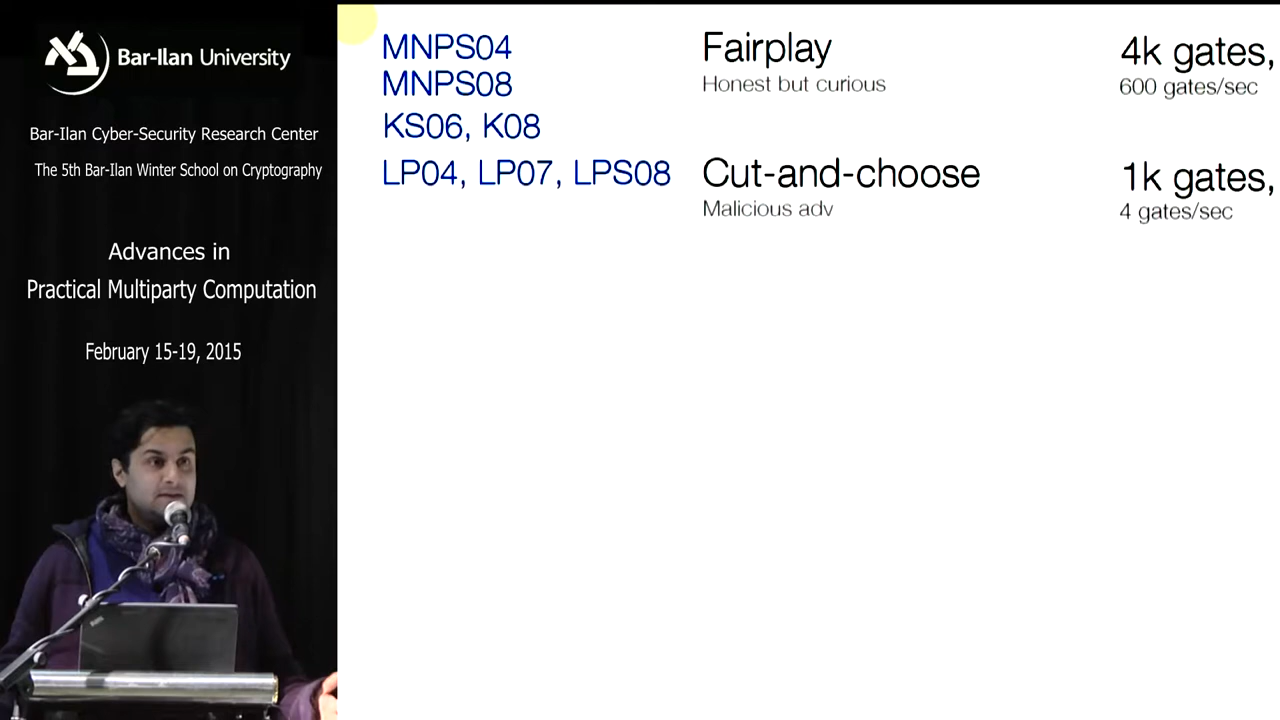 Bar-Ilan University
Bar-Ilan Cyber-Security Research Center
The 5th Bar-Ilan Winter School on Cryptography
Advances in
Practical Multiparty Computation
February 15-19, 2015
MNPS04 Fairplay 4k gates,
MNPS08 Honest but curious 600 gates/sec
KS06, K08
LP04, LP07, LPS08 Cut-and-choose 1k gates,
Malicious adv 4 gates/sec